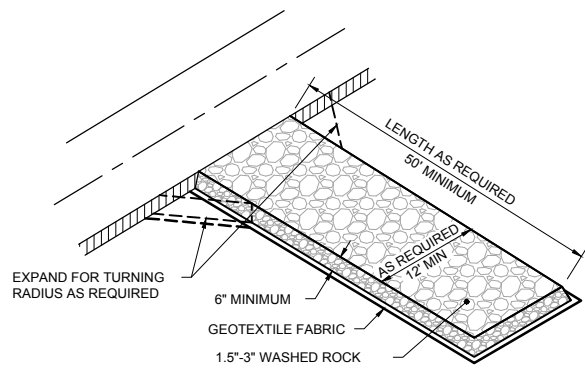 LENGTH AS REQUIRED
50' MINIMUM
AS REQUIRED
12' MIN
EXPAND FOR TURNING
RADIUS AS REQUIRED
6" MINIMUM
GEOTEXTILE FABRIC
1.5"-3" WASHED ROCK